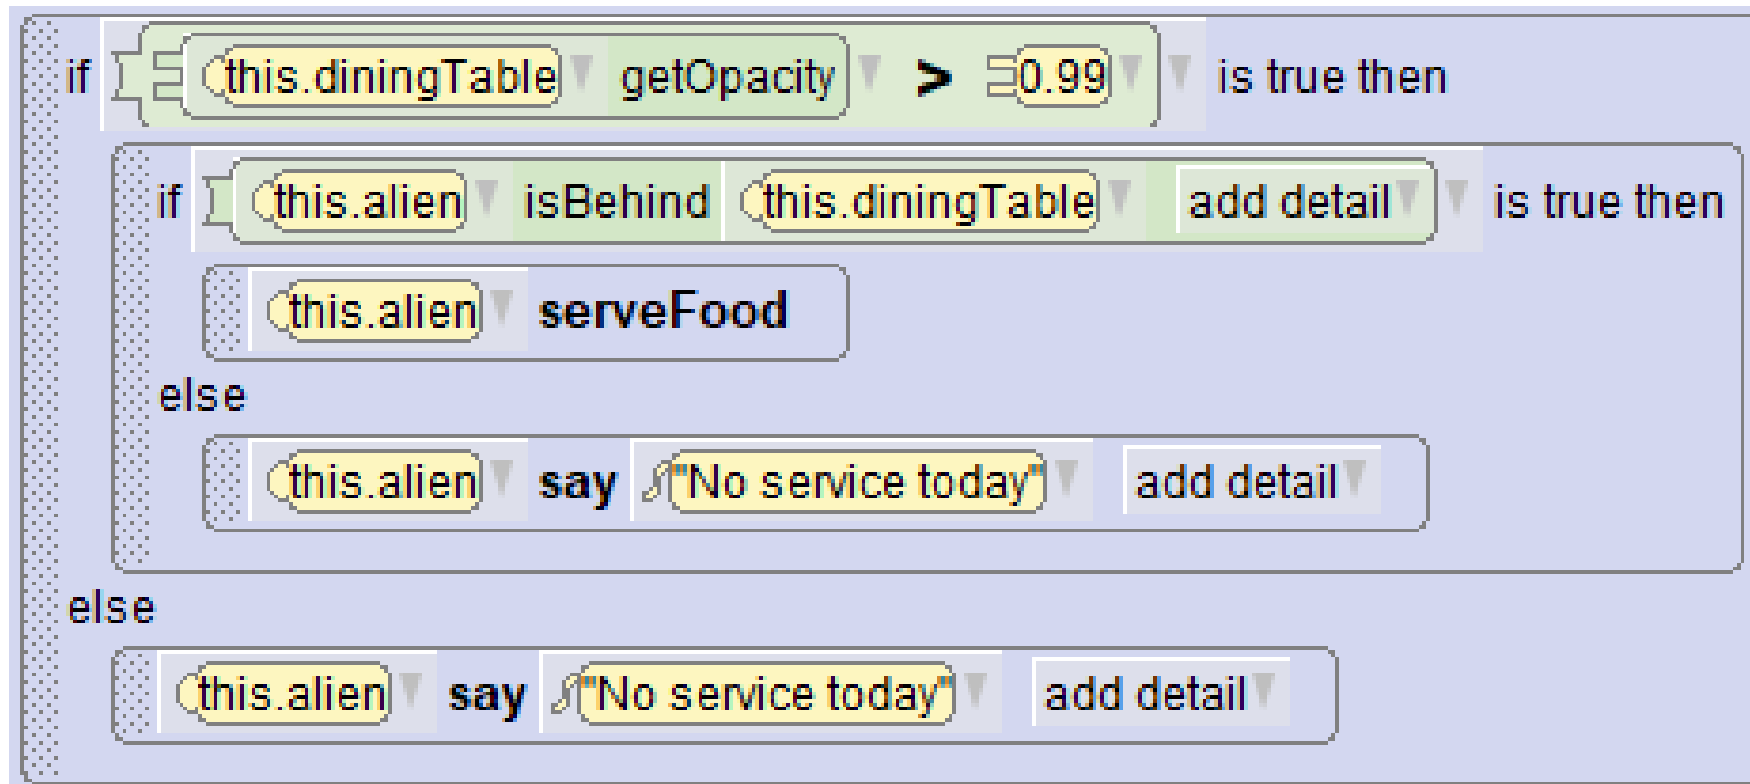 if this.diningTable getOpacity > 0.99 is true then
if this.alien isBehind this.diningTable add detail is true then
this.alien serveFood
else
this.alien say "No service today" add detail
else
this.alien say "No service today" add detail